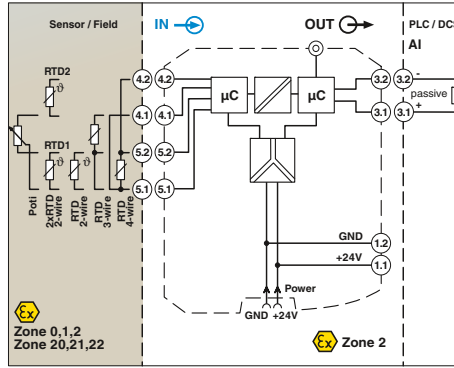 Sensor / Field
IN
OUT
PLC / DCS
AI
RTD2
ϑ
4.2 4.2
µC
µC
3.2 3.2
-
passive
4.1 4.1
3.1 3.1
+
RTD1
ϑ
ϑ
5.2 5.2
5.1 5.1
Poti
2xRTD
2-wire
RTD
2-wire
RTD
3-wire
RTD
4-wire
GND
1.2
+24V
1.1
Power
GND +24V
Ex
Zone 0,1,2
Zone 20,21,22
Ex Zone 2